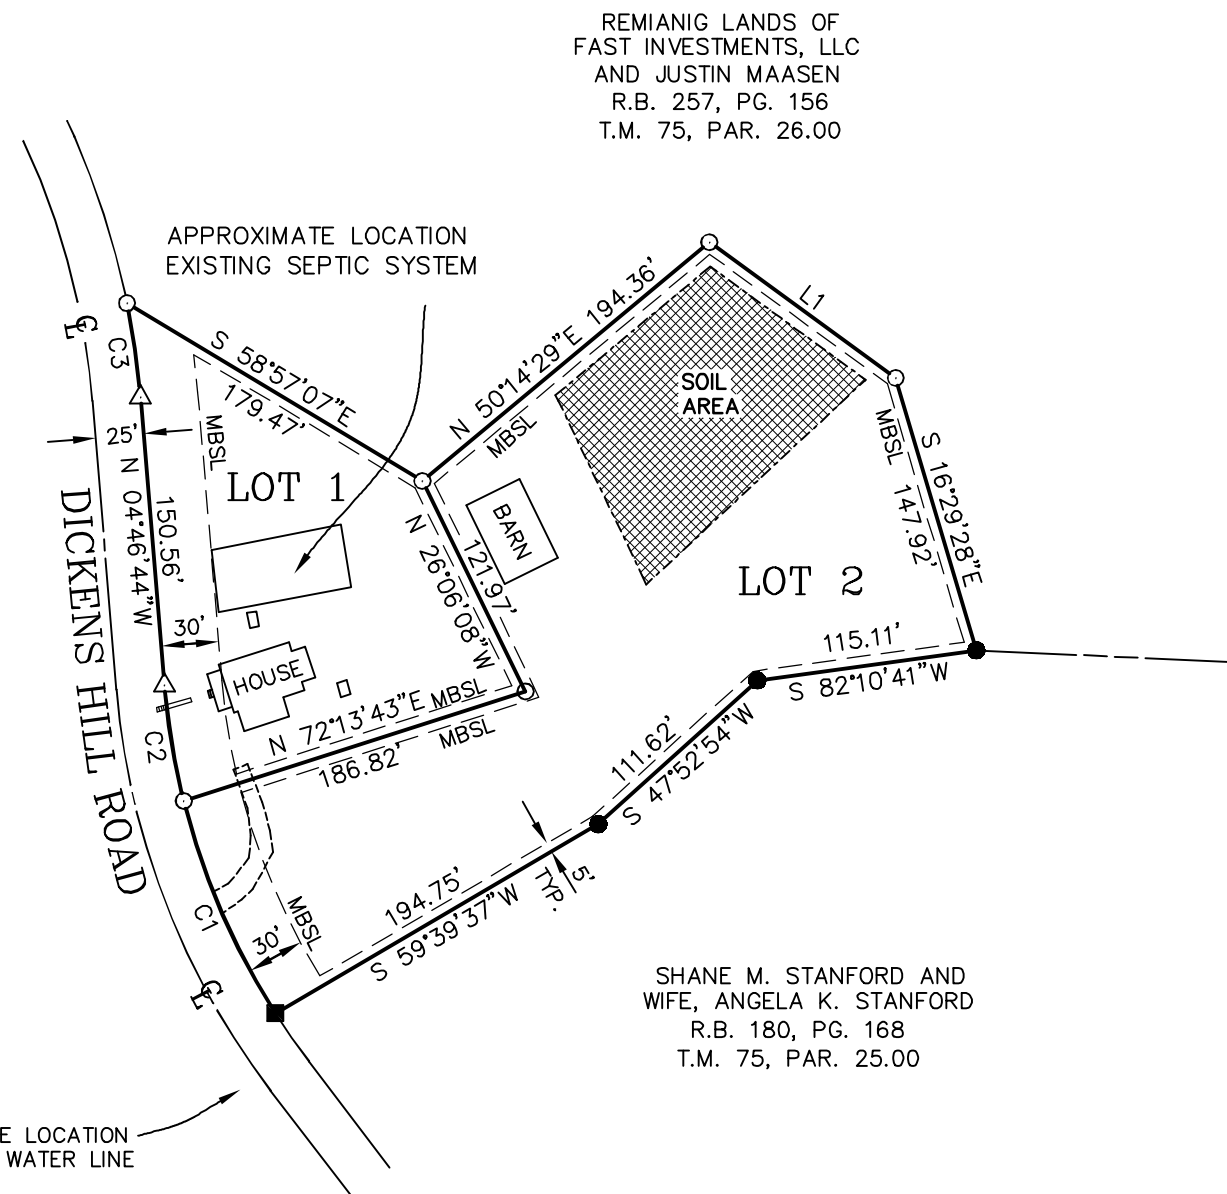 REMIANIG LANDS OF
FAST INVESTMENTS, LLC
AND JUSTIN MAASEN
R.B. 257, PG. 156
T.M. 75, PAR. 26.00
APPROXIMATE LOCATION
EXISTING SEPTIC SYSTEM
CL
C3
S 58°57'07"E
179.47'
N 50°14'29"E 194.36'
MBSL
L1
SOIL
AREA
25'
MBSL
LOT 1
N 04°46'44"W
150.56'
DICKENS HILL ROAD
BARN
N 26°06'08"W
121.97'
MBSL
S 16°29'28"E
147.92'
LOT 2
30'
HOUSE
115.11'
S 82°10'41"W
N 72°13'43"E MBSL
186.82'
MBSL
C2
111.62'
S 47°52'54"W
5'
TYP.
194.75'
S 59°39'37"W
C1
MBSL
30'
CL
SHANE M. STANFORD AND
WIFE, ANGELA K. STANFORD
R.B. 180, PG. 168
T.M. 75, PAR. 25.00
E LOCATION
WATER LINE